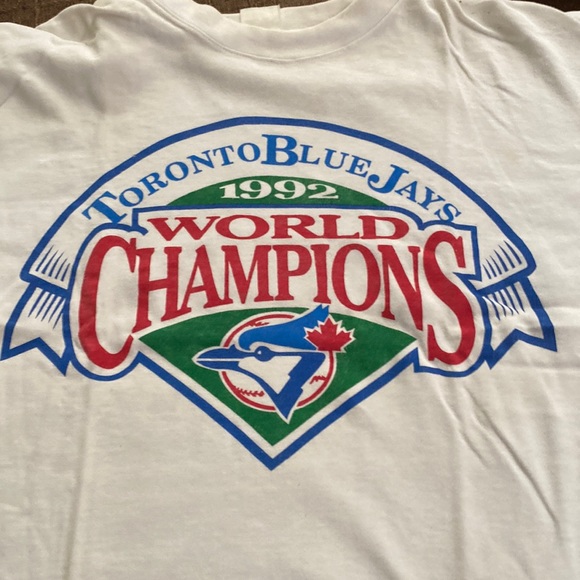 TORONTO BLUE JAYS
1992
WORLD
CHAMPIONS